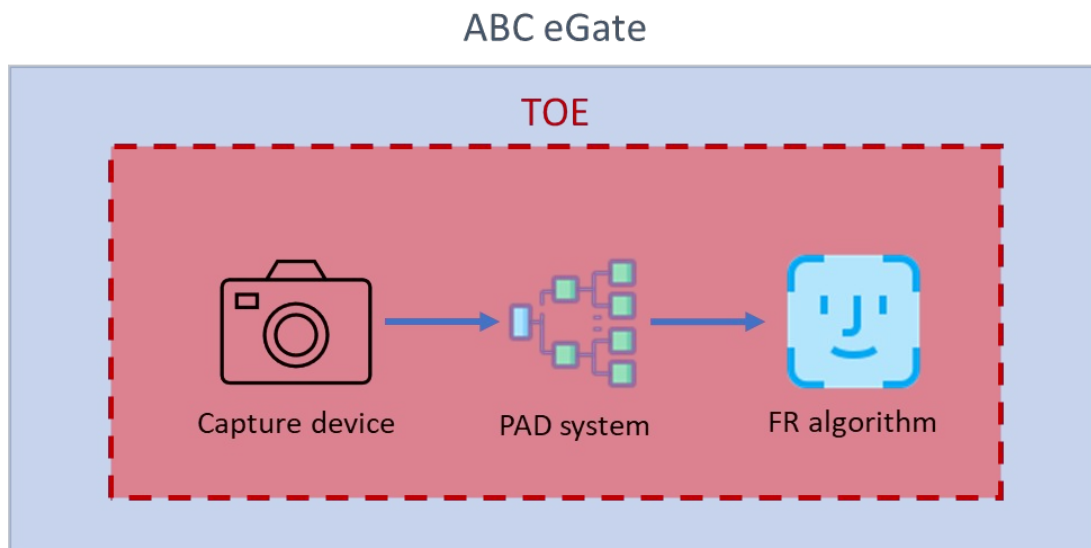 ABC eGate
TOE
Capture device
PAD system
FR algorithm